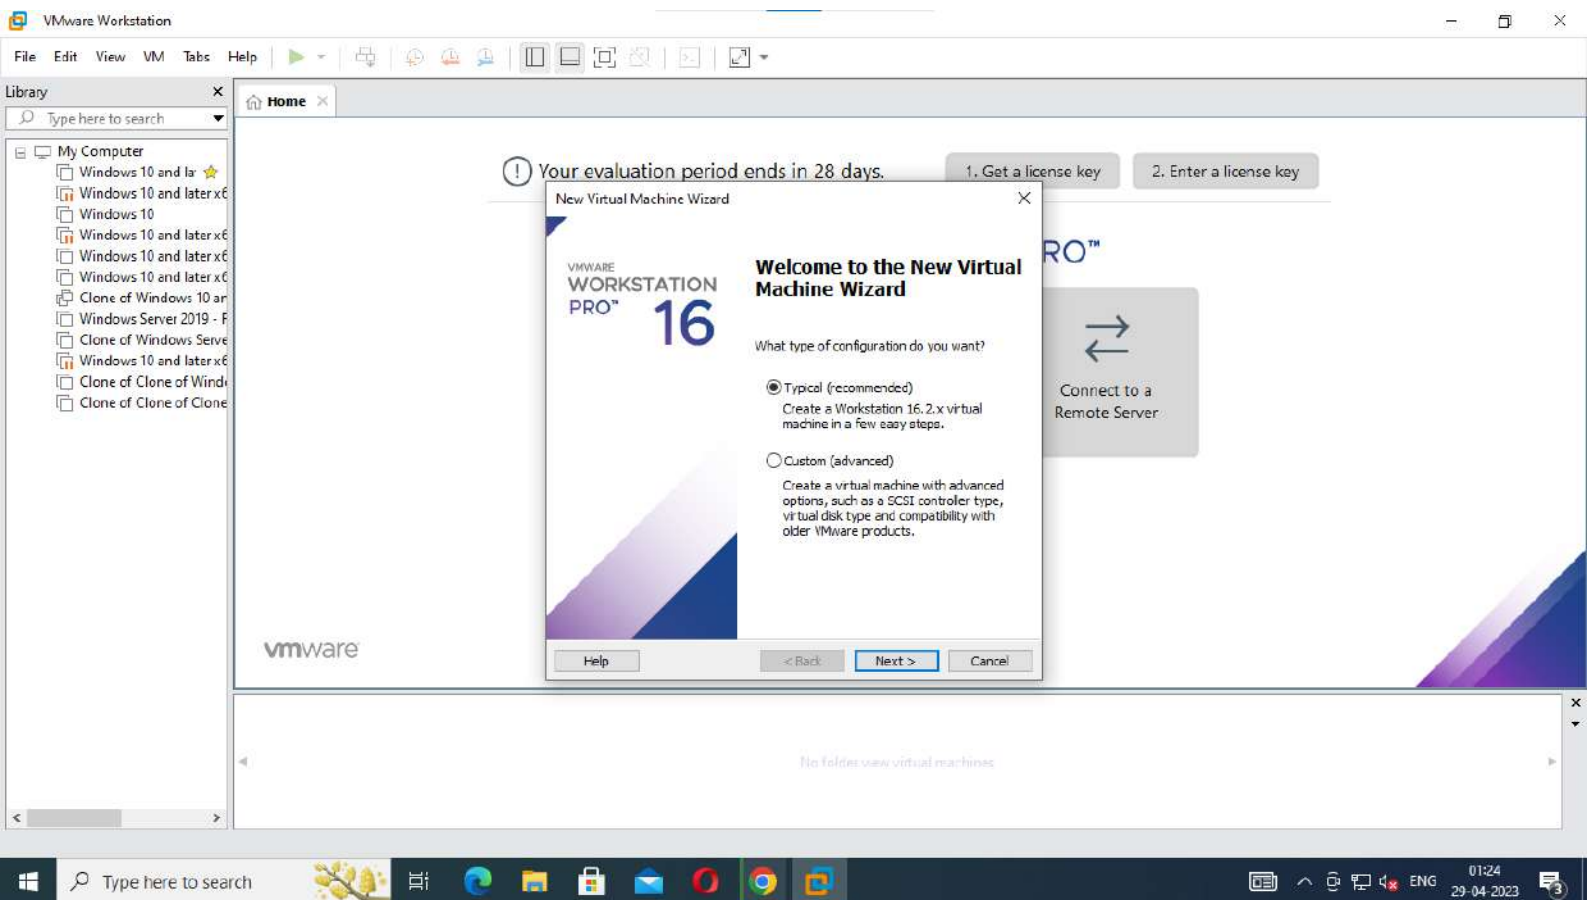 VMware Workstation
File Edit View VM Tabs Help
Library
Type here to search
My Computer
Windows 10 and la
Windows 10 and later x6
Windows 10
Windows 10 and later x6
Windows 10 and later x6
Windows 10 and later x6
Clone of Windows 10 an
Windows Server 2019 - F
Clone of Windows Serve
Windows 10 and later x6
Clone of Clone of Wind
Clone of Clone of Clone
Home
Your evaluation period ends in 28 days.
1. Get a license key
2. Enter a license key
New Virtual Machine Wizard
VMWARE
WORKSTATION
PRO™ 16
Welcome to the New Virtual
Machine Wizard
What type of configuration do you want?
Typical (recommended)
Create a Workstation 16.2.x virtual
machine in a few easy steps.
Custom (advanced)
Create a virtual machine with advanced
options, such as a SCSI controller type,
virtual disk type and compatibility with
older VMware products.
Help
< Back
Next >
Cancel
RO™
Connect to a
Remote Server
vmware
No folder view virtual machines
Type here to search
ENG
01:24
29-04-2023
3